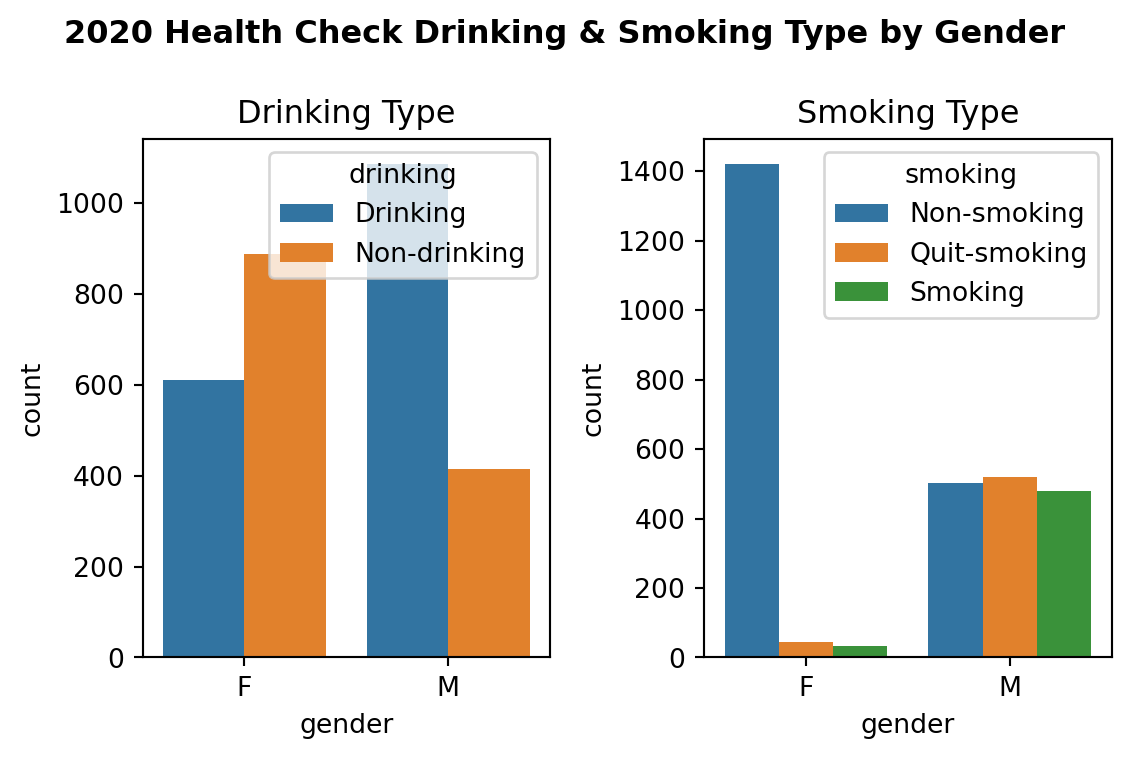 2020 Health Check Drinking & Smoking Type by Gender
Drinking Type
drinking
Drinking
Non-drinking
1000
800
600
400
200
0
count
F
M
gender
Smoking Type
smoking
Non-smoking
Quit-smoking
Smoking
1400
1200
1000
800
600
400
200
0
count
F
M
gender